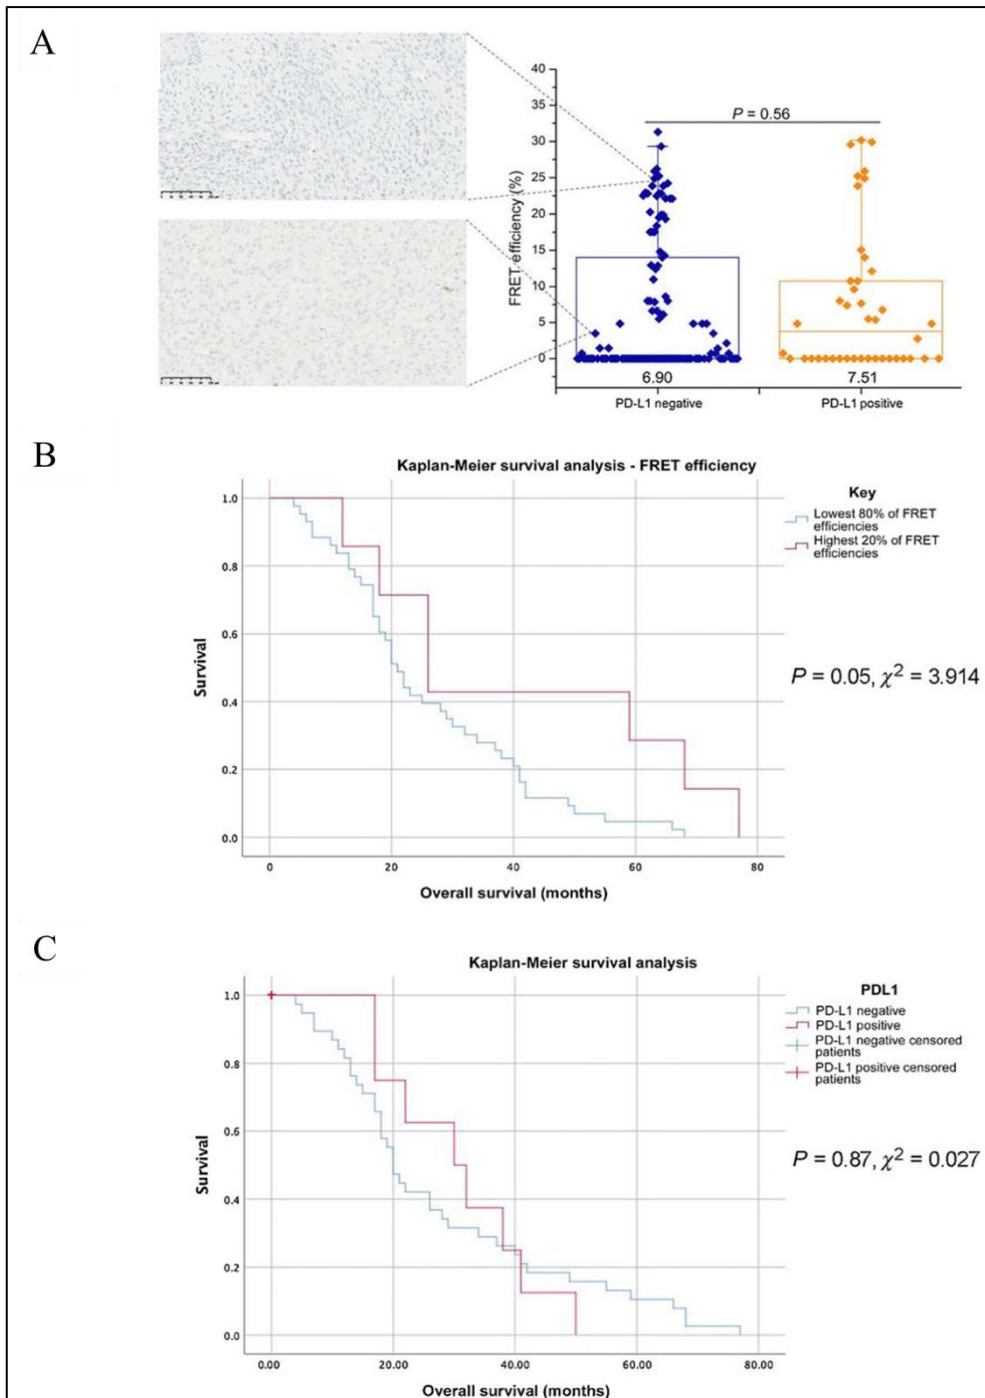 A
40
35
30
25
20
15
10
5
0
FRET efficiency (%)
P = 0.56
6.90
7.51
PD-L1 negative
PD-L1 positive
B
Kaplan-Meier survival analysis - FRET efficiency
Key
Lowest 80% of FRET
efficiencies
Highest 20% of FRET
efficiencies
1.0
0.8
0.6
0.4
0.2
0.0
Survival
P = 0.05, χ² = 3.914
0
20
40
60
80
Overall survival (months)
C
Kaplan-Meier survival analysis
PDL1
PD-L1 negative
PD-L1 positive
PD-L1 negative censored
patients
PD-L1 positive censored
patients
1.0
0.8
0.6
0.4
0.2
0.0
Survival
P = 0.87, χ² = 0.027
0.00
20.00
40.00
60.00
80.00
Overall survival (months)